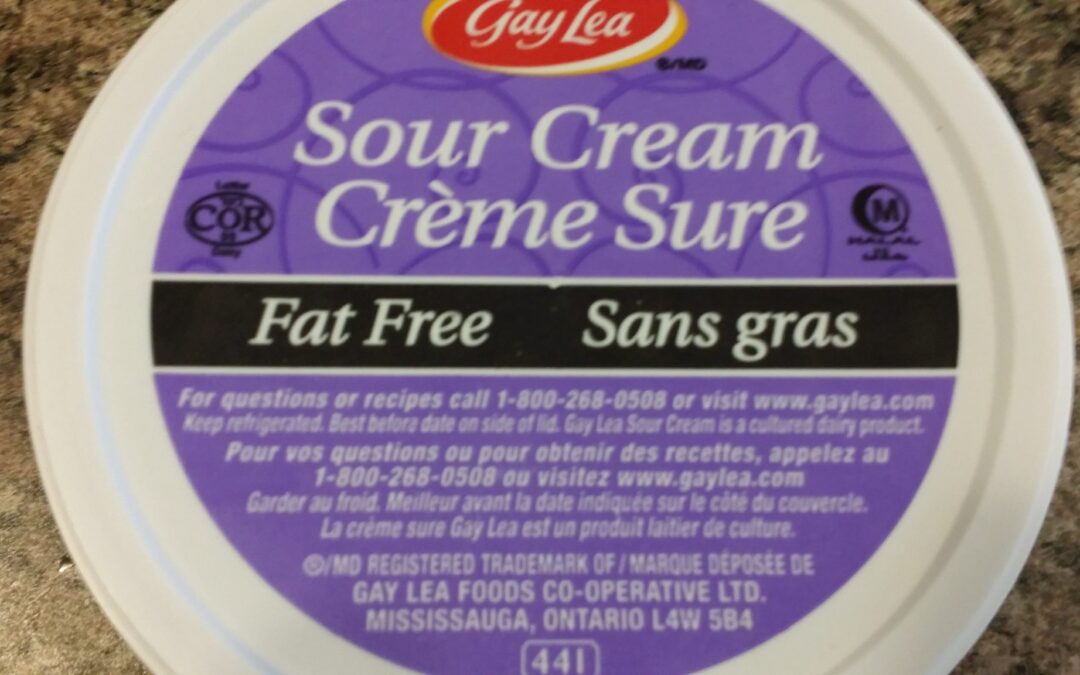 Gay Lea
®/MD
Sour Cream
Crème Sure
COR
Dairy
M
HALAL
Fat Free Sans gras
For questions or recipes call 1-800-268-0508 or visit www.gaylea.com
Keep refrigerated. Best before date on side of lid. Gay Lea Sour Cream is a cultured dairy product.
Pour vos questions ou pour obtenir des recettes, appelez au
1-800-268-0508 ou visitez www.gaylea.com
Garder au froid. Meilleur avant la date indiquée sur le côté du couvercle.
La crème sure Gay Lea est un produit laitier de culture.
®/MD REGISTERED TRADEMARK OF / MARQUE DÉPOSÉE DE
GAY LEA FOODS CO-OPERATIVE LTD.
MISSISSAUGA, ONTARIO L4W 5B4
441